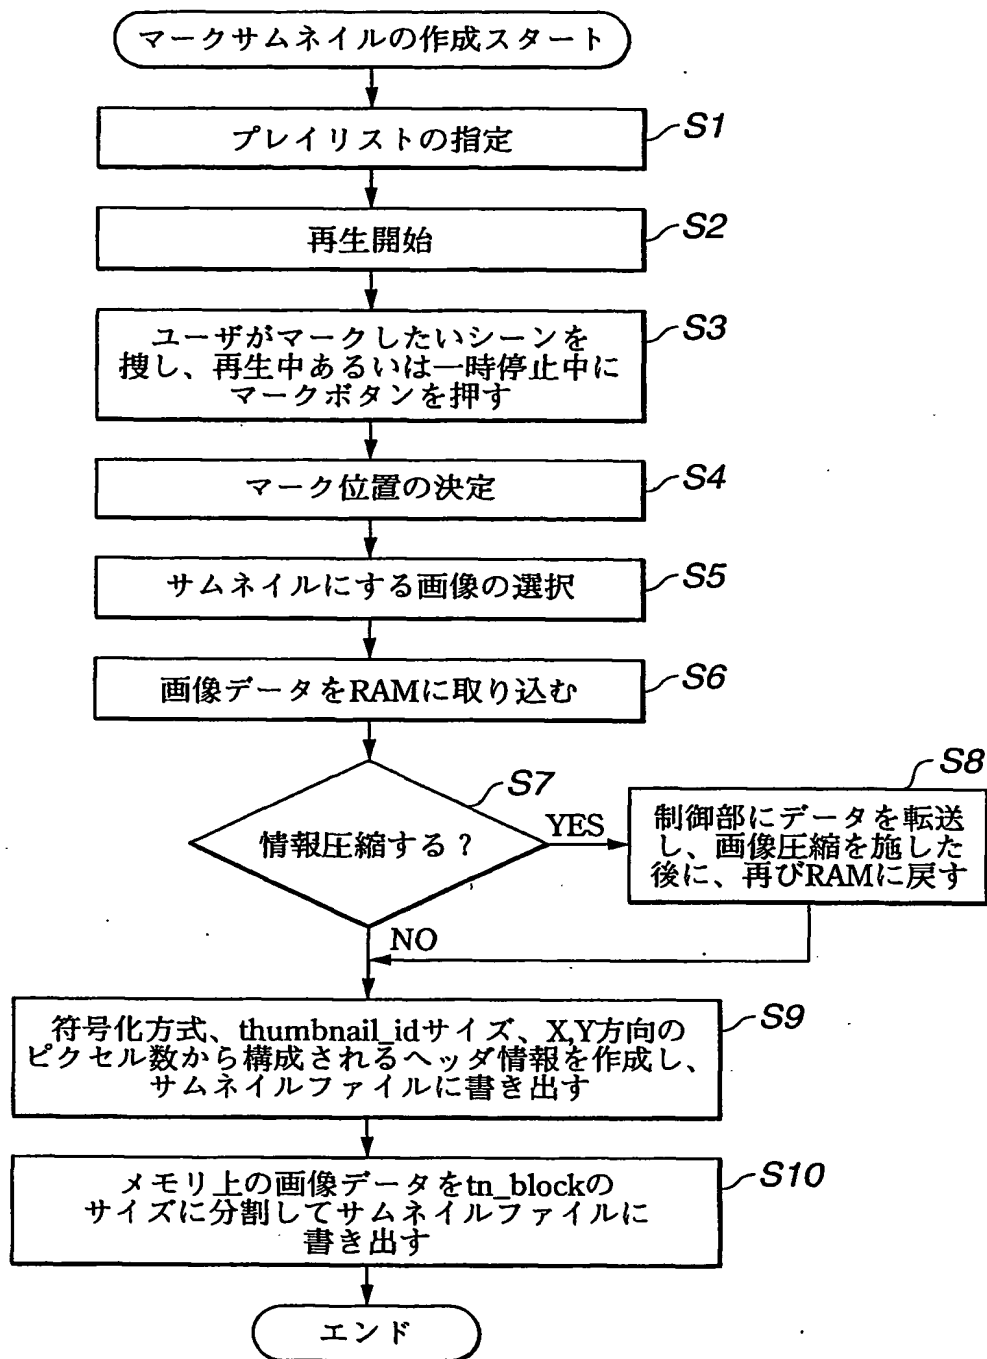 マークサムネイルの作成スタート
プレイリストの指定
S1
再生開始
S2
ユーザがマークしたいシーンを
捜し、再生中あるいは一時停止中に
マークボタンを押す
S3
マーク位置の決定
S4
サムネイルにする画像の選択
S5
画像データをRAMに取り込む
S6
情報圧縮する?
S7
YES
制御部にデータを転送
し、画像圧縮を施した
後に、再びRAMに戻す
S8
NO
符号化方式、thumbnail_idサイズ、X,Y方向の
ピクセル数から構成されるヘッダ情報を作成し、
サムネイルファイルに書き出す
S9
メモリ上の画像データをtn_blockの
サイズに分割してサムネイルファイルに
書き出す
S10
エンド